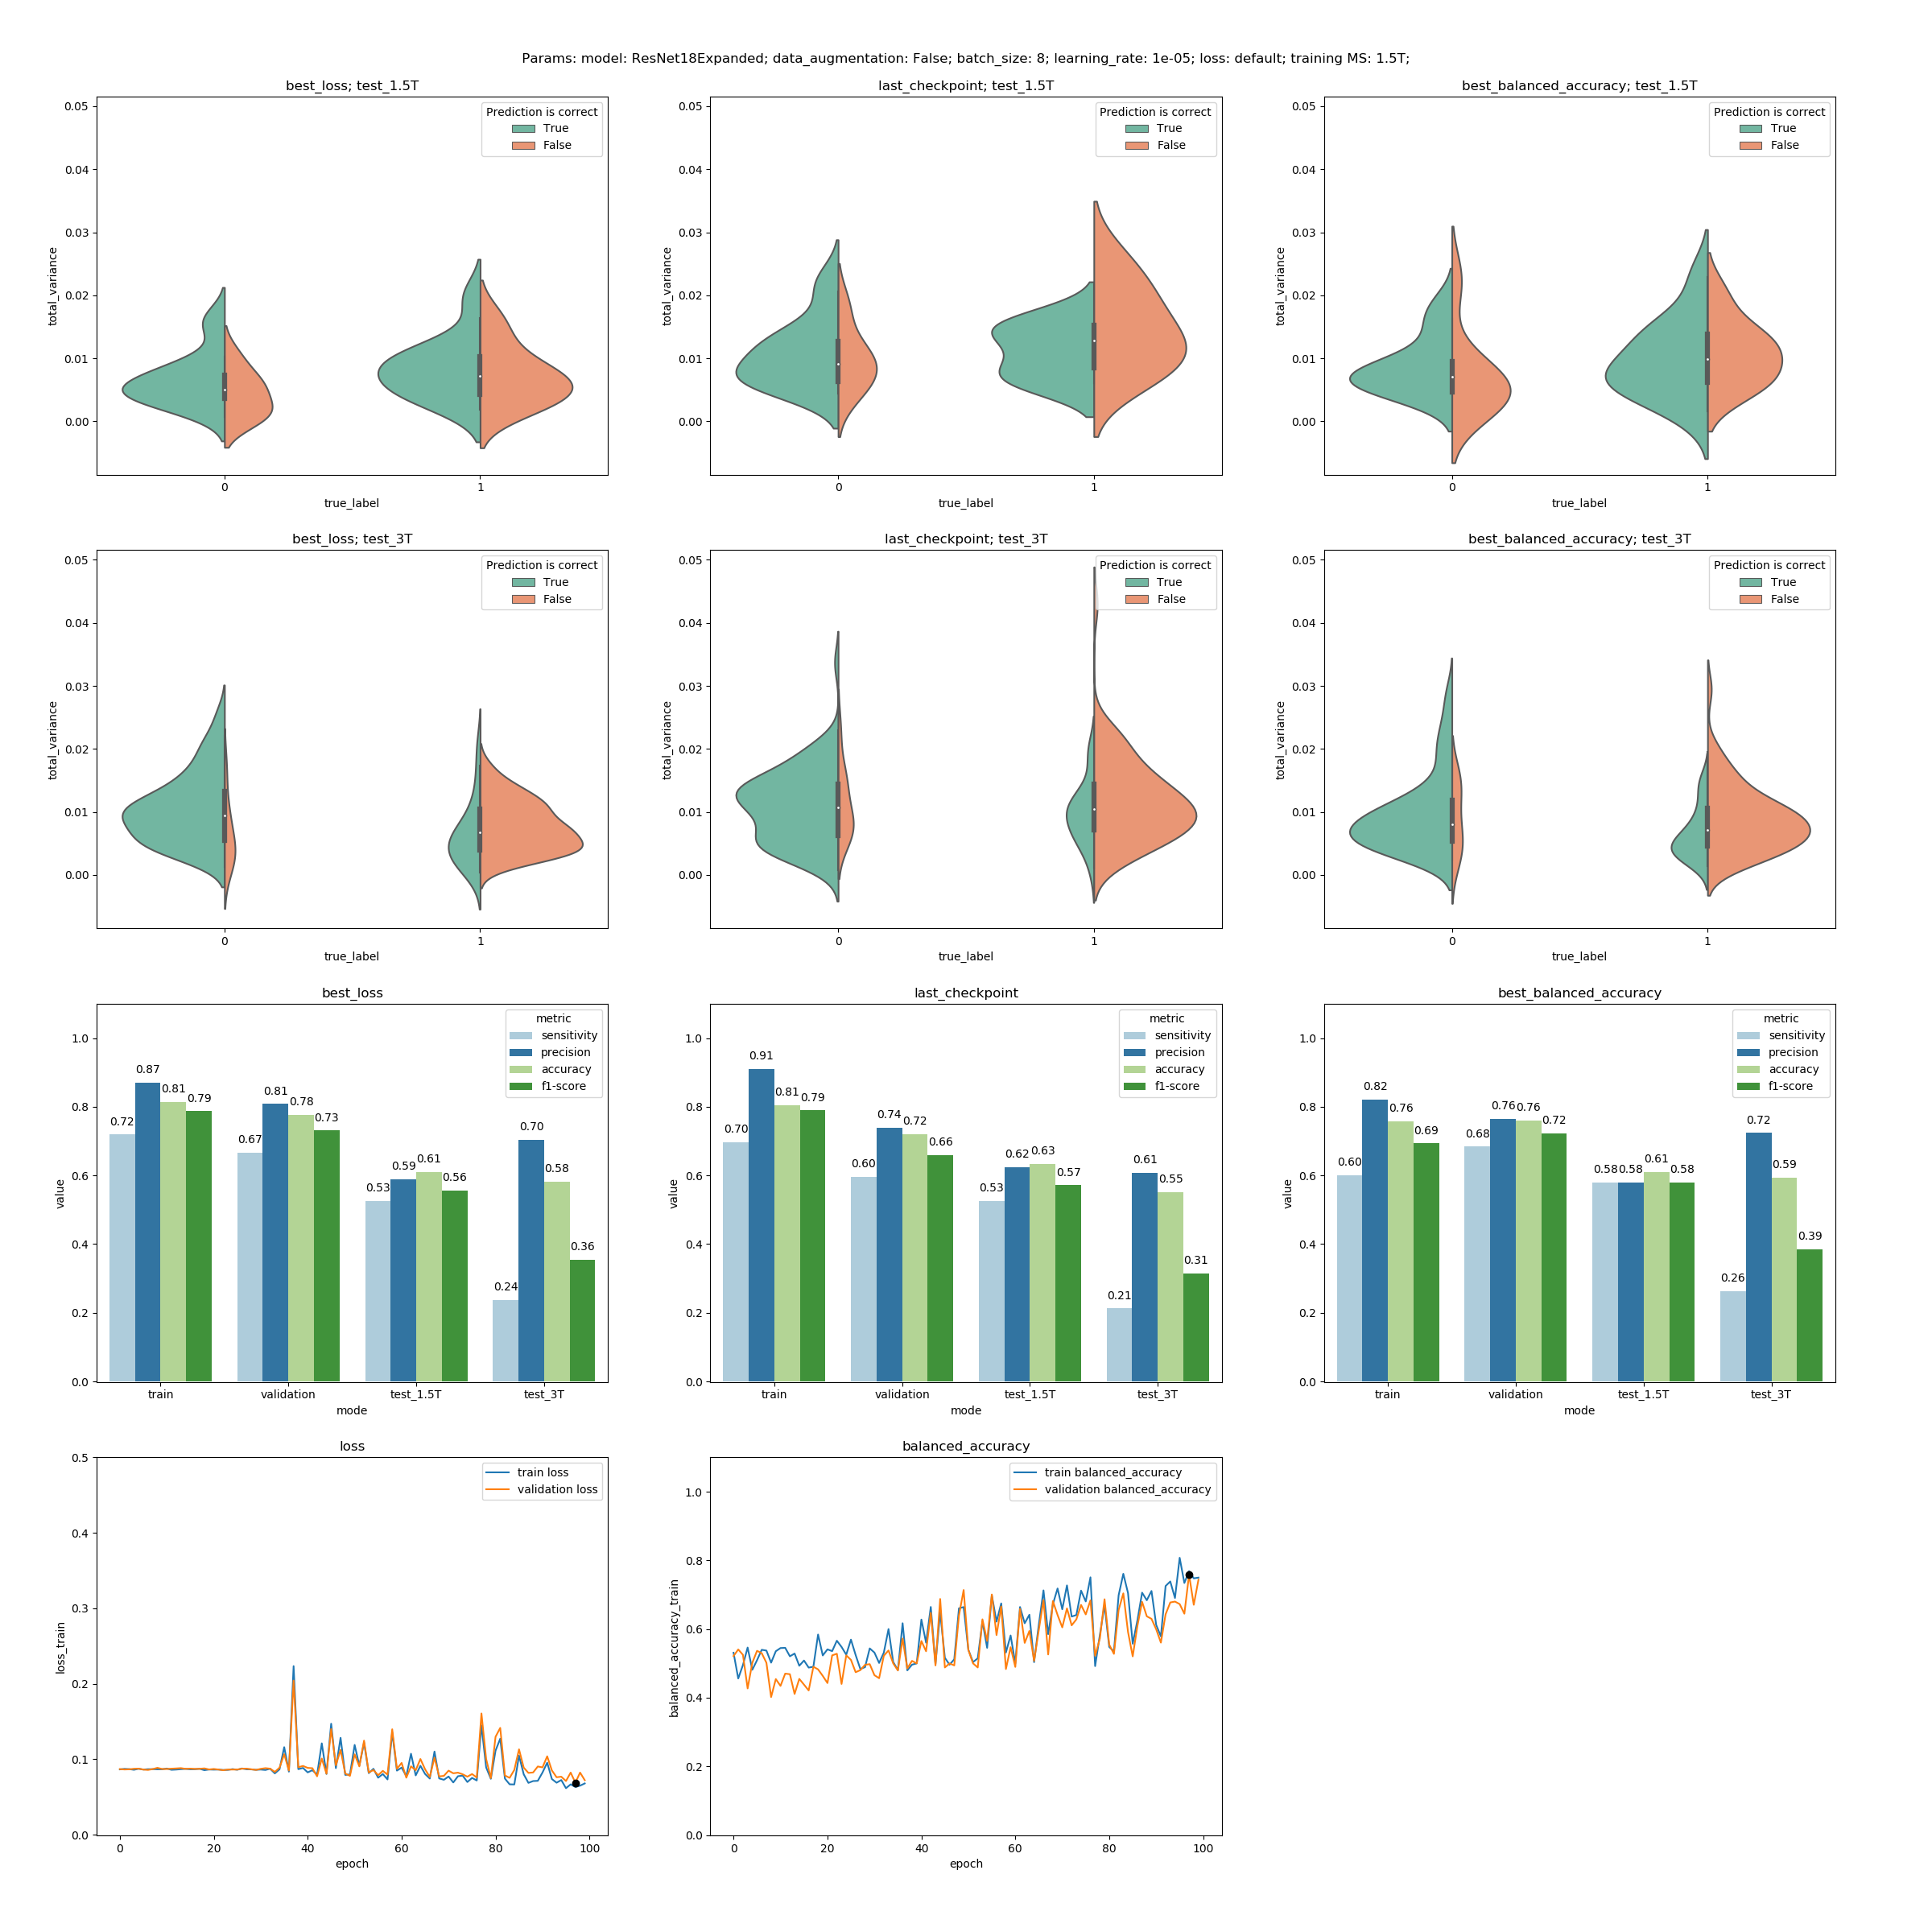 Params: model: ResNet18Expanded; data_augmentation: False; batch_size: 8; learning_rate: 1e-05; loss: default; training MS: 1.5T;
best_loss; test_1.5T
total_variance
0.05
0.04
0.03
0.02
0.01
0.00
Prediction is correct
True
False
0 1
true_label
last_checkpoint; test_1.5T
total_variance
0.05
0.04
0.03
0.02
0.01
0.00
Prediction is correct
True
False
0 1
true_label
best_balanced_accuracy; test_1.5T
total_variance
0.05
0.04
0.03
0.02
0.01
0.00
Prediction is correct
True
False
0 1
true_label
best_loss; test_3T
total_variance
0.05
0.04
0.03
0.02
0.01
0.00
Prediction is correct
True
False
0 1
true_label
last_checkpoint; test_3T
total_variance
0.05
0.04
0.03
0.02
0.01
0.00
Prediction is correct
True
False
0 1
true_label
best_balanced_accuracy; test_3T
total_variance
0.05
0.04
0.03
0.02
0.01
0.00
Prediction is correct
True
False
0 1
true_label
best_loss
value
1.0
0.8
0.6
0.4
0.2
0.0
metric
sensitivity
precision
accuracy
f1-score
0.72 0.87 0.81 0.79
0.67 0.81 0.78 0.73
0.53 0.59 0.61 0.56
0.24 0.70 0.58 0.36
train validation test_1.5T test_3T
mode
last_checkpoint
value
1.0
0.8
0.6
0.4
0.2
0.0
metric
sensitivity
precision
accuracy
f1-score
0.70 0.91 0.81 0.79
0.60 0.74 0.72 0.66
0.53 0.62 0.63 0.57
0.21 0.61 0.55 0.31
train validation test_1.5T test_3T
mode
best_balanced_accuracy
value
1.0
0.8
0.6
0.4
0.2
0.0
metric
sensitivity
precision
accuracy
f1-score
0.60 0.82 0.76 0.69
0.68 0.76 0.76 0.72
0.58 0.58 0.61 0.58
0.26 0.72 0.59 0.39
train validation test_1.5T test_3T
mode
loss
loss_train
0.5
0.4
0.3
0.2
0.1
0.0
train loss
validation loss
0 20 40 60 80 100
epoch
balanced_accuracy
balanced_accuracy_train
1.0
0.8
0.6
0.4
0.2
0.0
train balanced_accuracy
validation balanced_accuracy
0 20 40 60 80 100
epoch